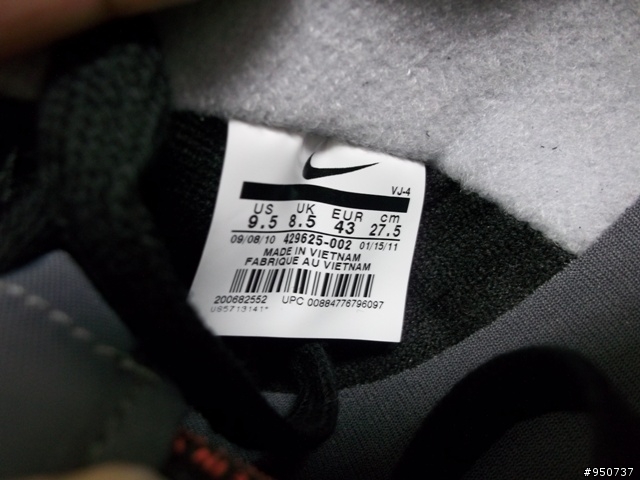 VJ-4
US UK EUR cm
9.5 8.5 43 27.5
09/08/10 429625-002 01/15/11
MADE IN VIETNAM
FABRIQUE AU VIETNAM
200682552 UPC 00884776796097
#950737